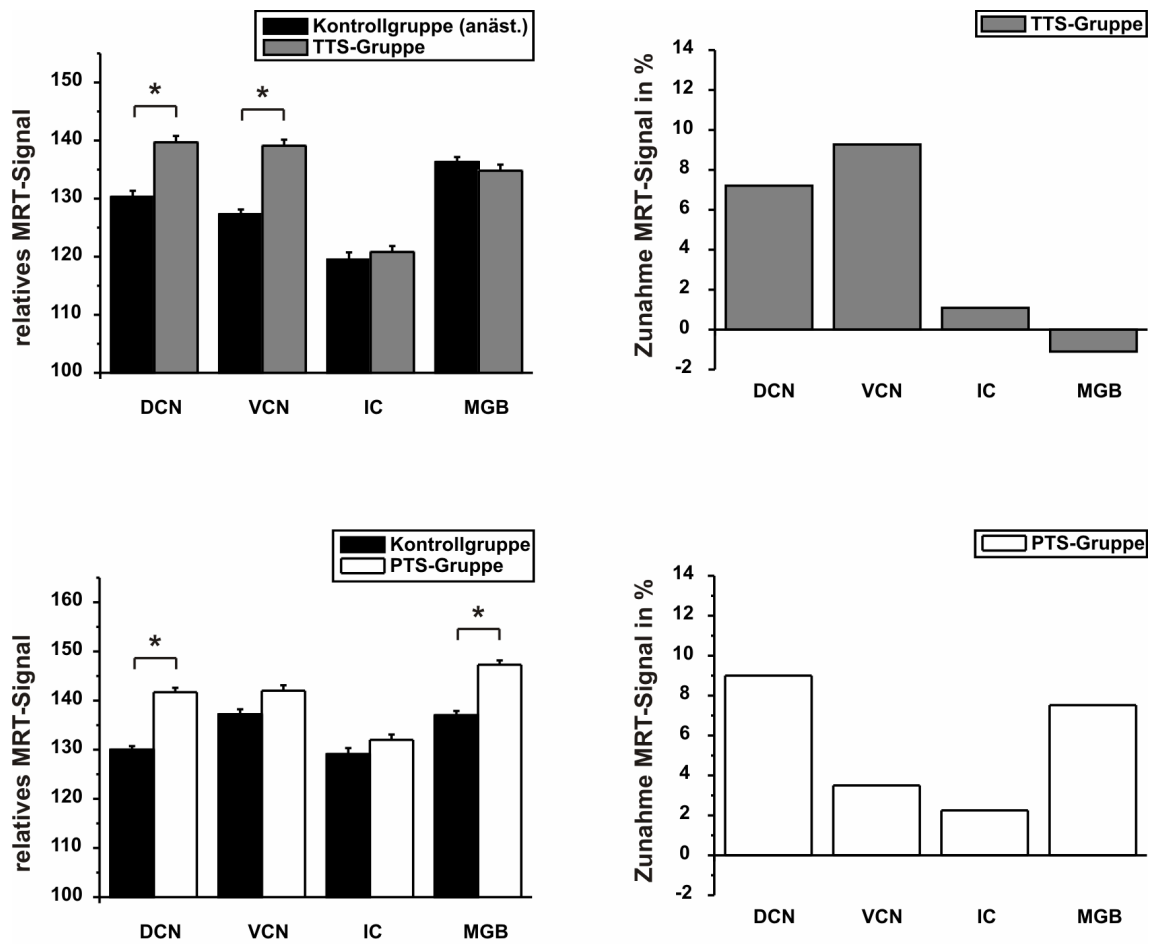 Kontrollgruppe (anäst.)
TTS-Gruppe
relatives MRT-Signal
150
140
130
120
110
100
DCN VCN IC MGB
* *
TTS-Gruppe
Zunahme MRT-Signal in %
14
12
10
8
6
4
2
0
-2
DCN VCN IC MGB
Kontrollgruppe
PTS-Gruppe
relatives MRT-Signal
160
150
140
130
120
110
100
DCN VCN IC MGB
* *
PTS-Gruppe
Zunahme MRT-Signal in %
14
12
10
8
6
4
2
0
-2
DCN VCN IC MGB